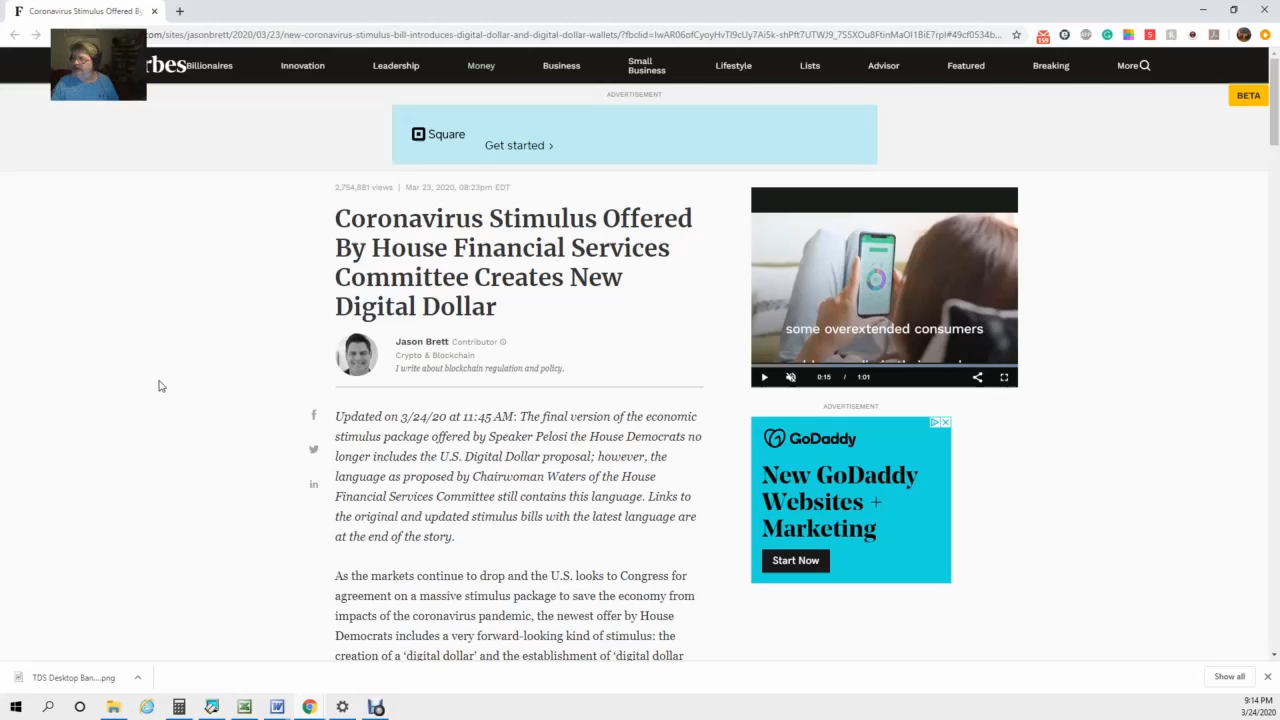 Coronavirus Stimulus Offered B
.com/sites/jasonbrett/2020/03/23/new-coronavirus-stimulus-bill-introduces-digital-dollar-and-digital-dollar-wallets/?fbclid=IwAR06ofCyoyHvTl9cUy7Ai5k-shPft7UTWJ9_7SSXOu8FtinMaOl1BiE7rpI#49cf0534b...
159
rbes
Billionaires
Innovation
Leadership
Money
Business
Small
Business
Lifestyle
Lists
Advisor
Featured
Breaking
More
ADVERTISEMENT
BETA
Square
Get started >
2,754,881 views | Mar 23, 2020, 08:23pm EDT
Coronavirus Stimulus Offered
By House Financial Services
Committee Creates New
Digital Dollar
Jason Brett Contributor
Crypto & Blockchain
I write about blockchain regulation and policy.
Updated on 3/24/20 at 11:45 AM: The final version of the economic
stimulus package offered by Speaker Pelosi the House Democrats no
longer includes the U.S. Digital Dollar proposal; however, the
language as proposed by Chairwoman Waters of the House
Financial Services Committee still contains this language. Links to
the original and updated stimulus bills with the latest language are
at the end of the story.
As the markets continue to drop and the U.S. looks to Congress for
agreement on a massive stimulus package to save the economy from
impacts of the coronavirus pandemic, the newest offer by House
Democrats includes a very forward-looking kind of stimulus: the
creation of a ‘digital dollar’ and the establishment of ‘digital dollar
some overextended consumers
0:15 / 1:01
ADVERTISEMENT
GoDaddy
New GoDaddy
Websites +
Marketing
Start Now
TDS Desktop Ban....png
Show all
9:14 PM
3/24/2020